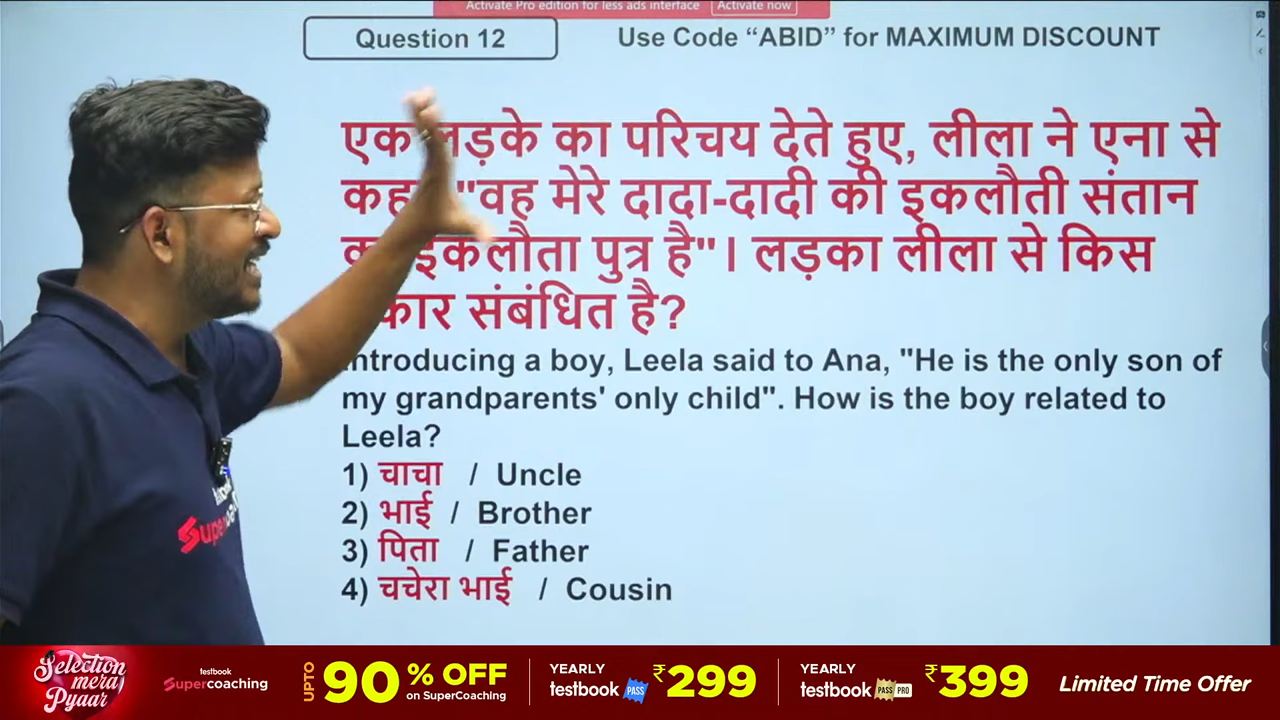 Activate Pro edition for less ads interface Activate now
Question 12
Use Code “ABID” for MAXIMUM DISCOUNT
एक लड़के का परिचय देते हुए, लीला ने एना से
"वह मेरे दादा-दादी की इकलौती संतान
इकलौता पुत्र है"। लड़का लीला से किस
संबंधित है?
Introducing a boy, Leela said to Ana, "He is the only son of
my grandparents' only child". How is the boy related to
Leela?
1) चाचा / Uncle
2) भाई / Brother
3) पिता / Father
4) चचेरा भाई / Cousin
Selection mera Pyaar
testbook
Supercoaching
UPTO 90% OFF on SuperCoaching
YEARLY testbook PASS ₹299
YEARLY testbook PASS PRO ₹399
Limited Time Offer